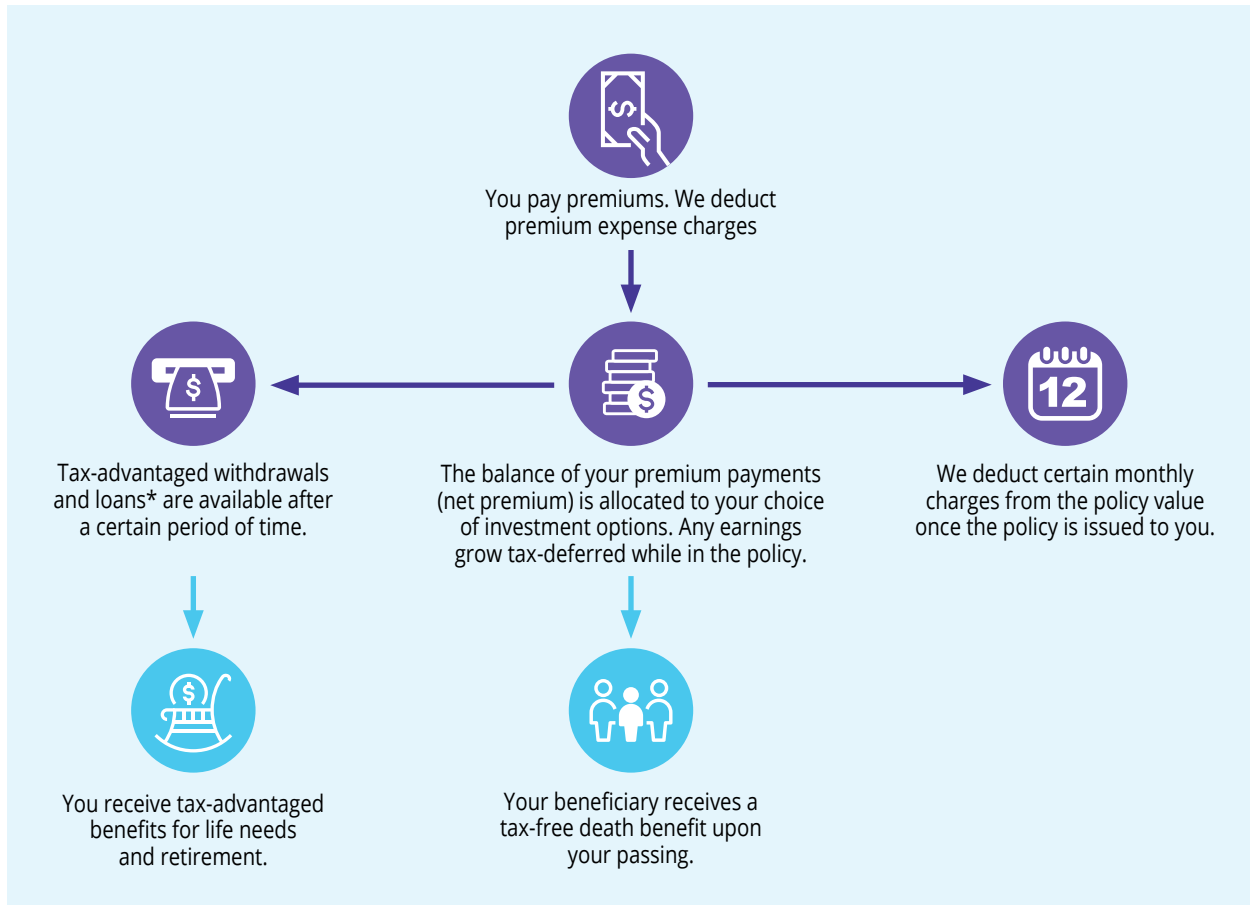 $
You pay premiums. We deduct
premium expense charges
$
$
12
Tax-advantaged withdrawals
and loans* are available after
a certain period of time.
The balance of your premium payments
(net premium) is allocated to your choice
of investment options. Any earnings
grow tax-deferred while in the policy.
We deduct certain monthly
charges from the policy value
once the policy is issued to you.
$
You receive tax-advantaged
benefits for life needs
and retirement.
Your beneficiary receives a
tax-free death benefit upon
your passing.